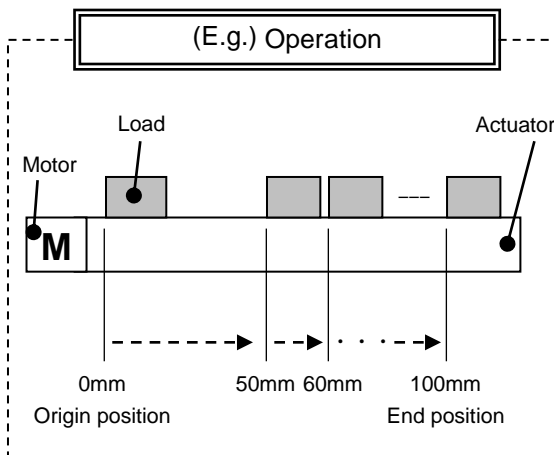 (E.g.) Operation
Load
Actuator
Motor
M
0mm 50mm 60mm 100mm
Origin position End position